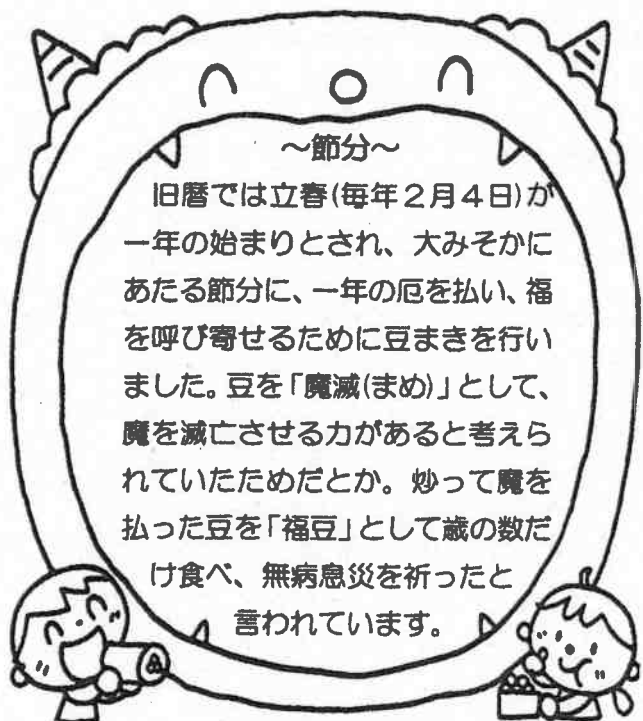 ～節分～
旧暦では立春(毎年２月４日)が
一年の始まりとされ、大みそかに
あたる節分に、一年の厄を払い、福
を呼び寄せるために豆まきを行い
ました。豆を「魔滅(まめ)」として、
魔を滅亡させる力があると考えら
れていたためだとか。炒って魔を
払った豆を「福豆」として歳の数だ
け食べ、無病息災を祈ったと
言われています。